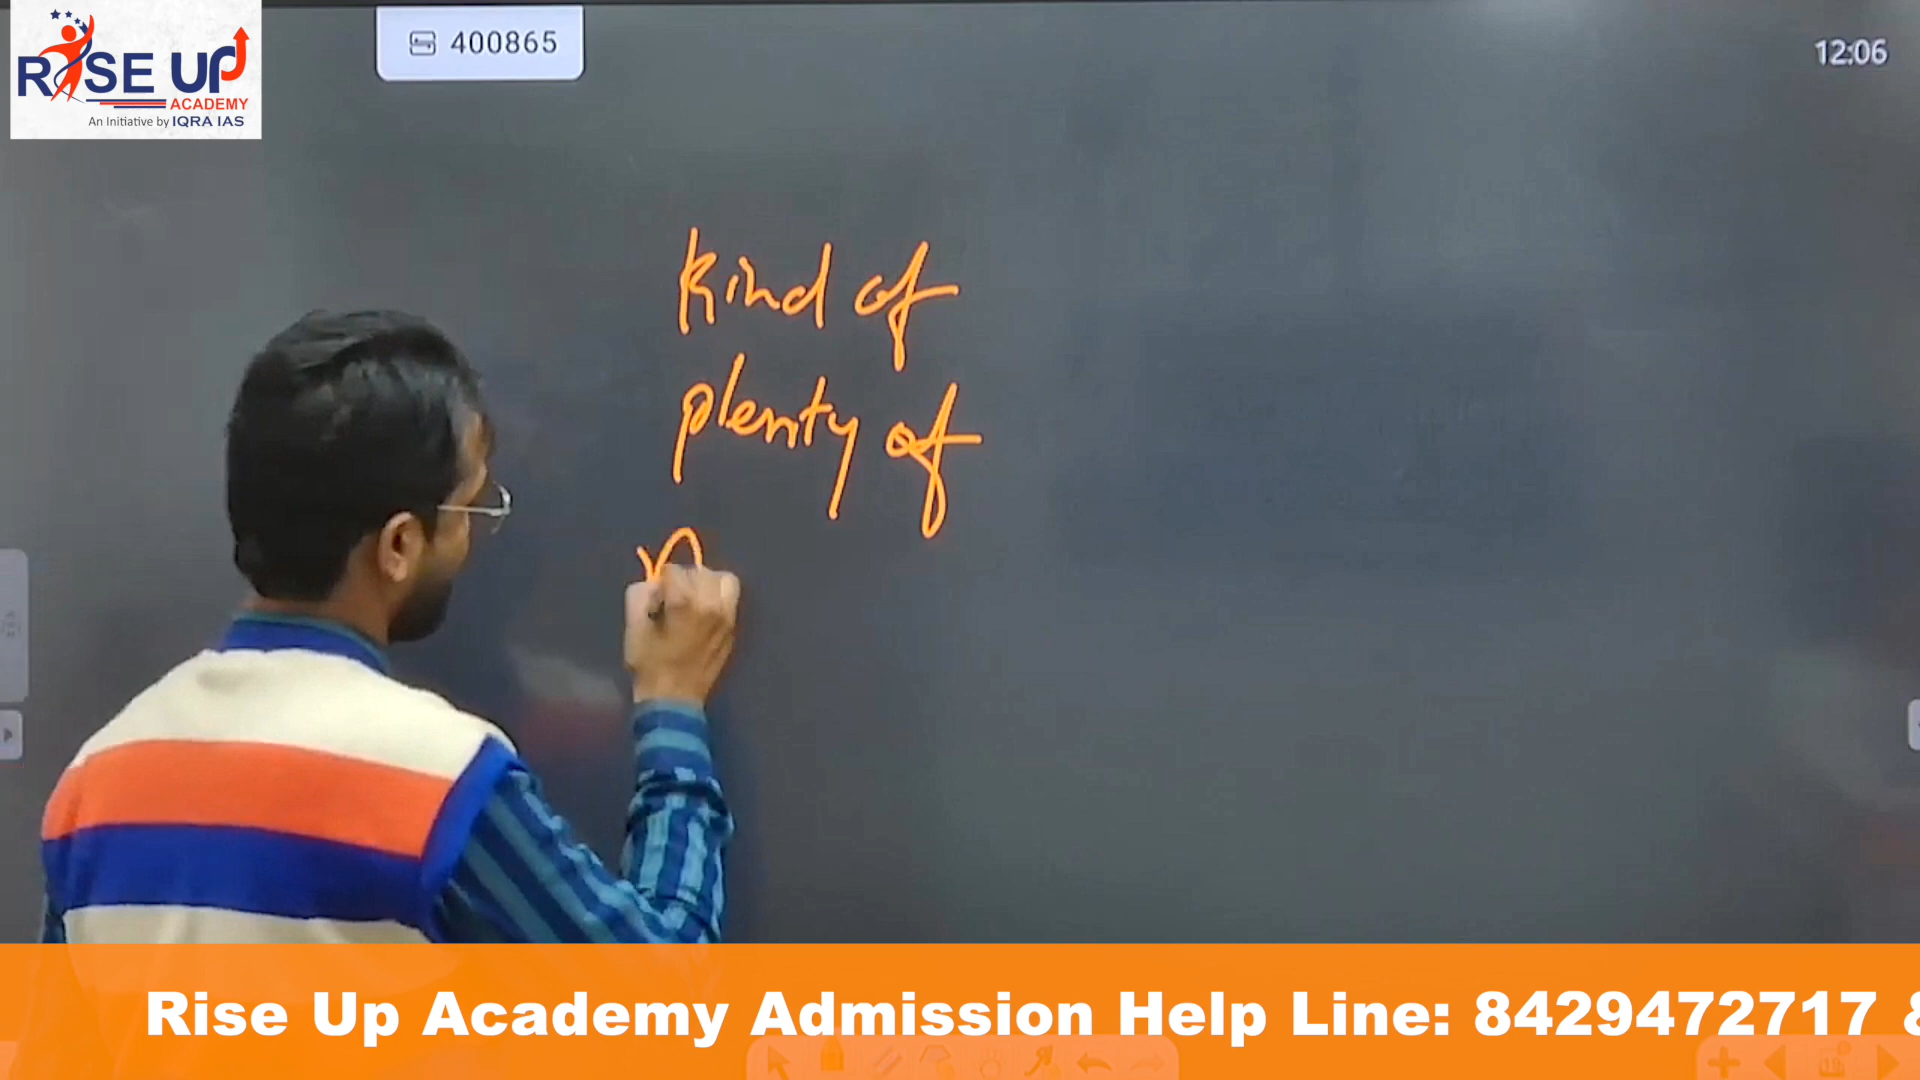 RISE UP
ACADEMY
An Initiative by IQRA IAS
400865
12:06
Kind of
plenty of
Rise Up Academy Admission Help Line: 8429472717